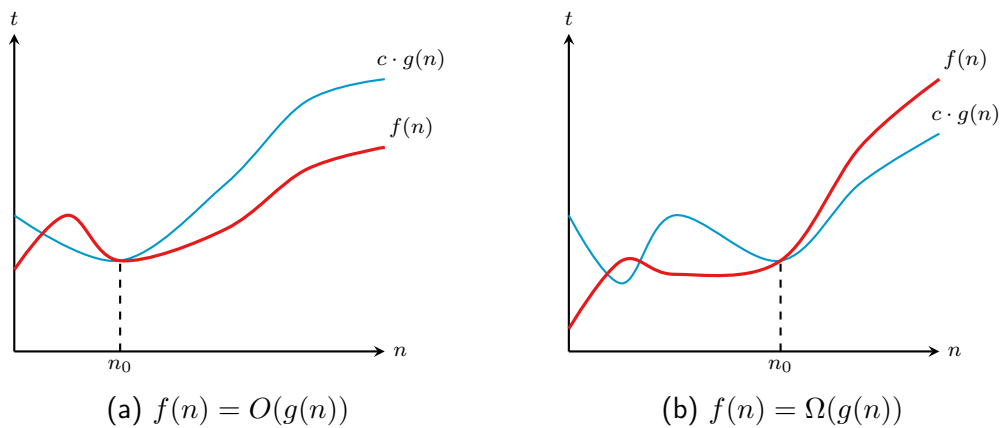 t
c · g(n)
f(n)
n
n₀
(a) f(n) = O(g(n))
t
f(n)
c · g(n)
n
n₀
(b) f(n) = Ω(g(n))